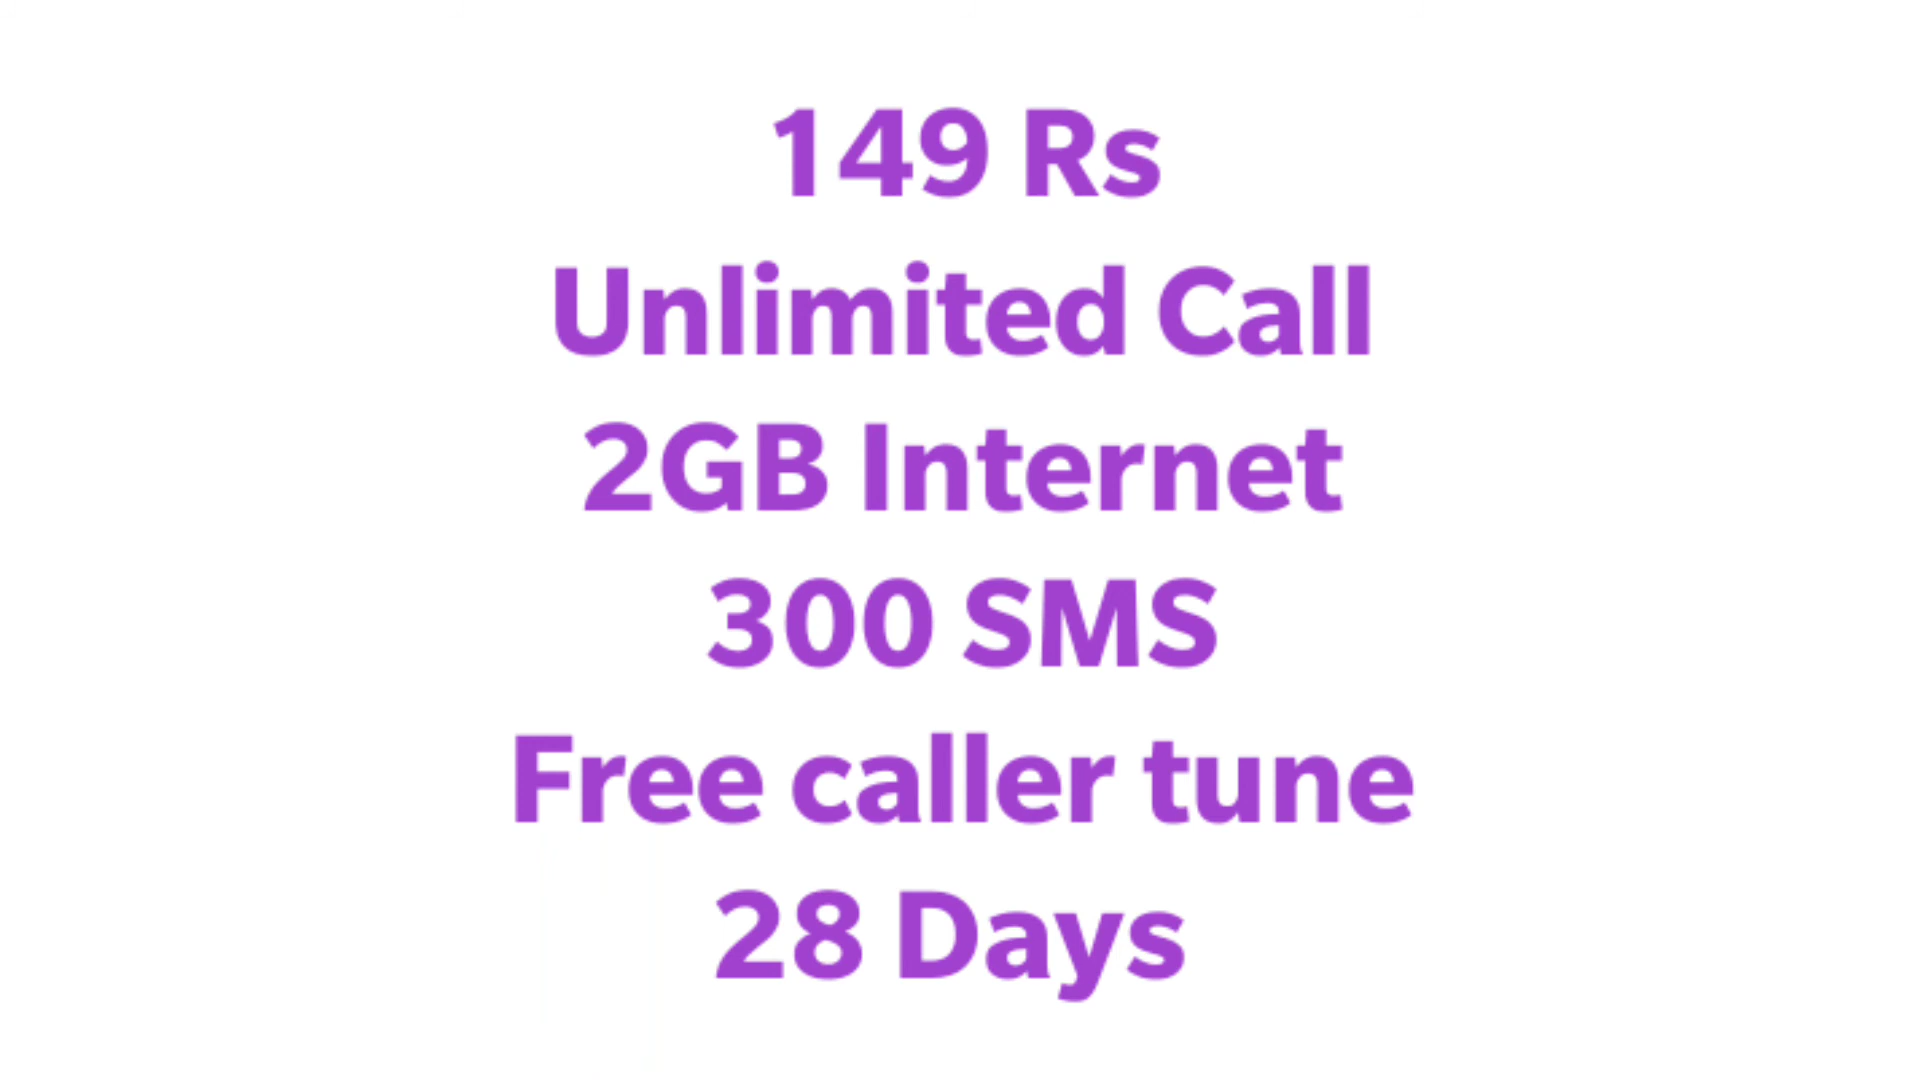 149 Rs
Unlimited Call
2GB Internet
300 SMS
Free caller tune
28 Days